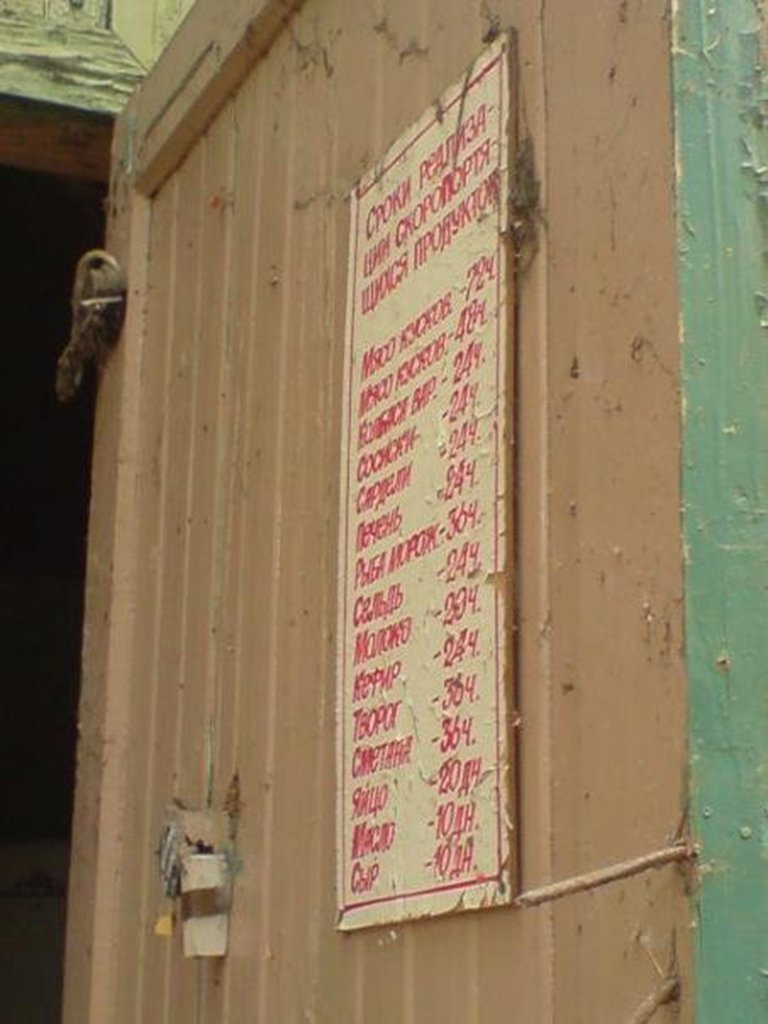 СРОКИ РЕАЛИЗА-
ЦИИ СКОРОПОРТЯ-
ЩИХСЯ ПРОДУКТОВ
МЯСО КУСКОВ. -72Ч.
МЯСО КУСКОВ. -48Ч.
КОЛБАСА ВАР -24Ч.
СОСИСКИ- -24Ч.
САРДЕЛИ -24Ч.
ПЕЧЕНЬ -24Ч.
РЫБА МОРОЖ-36Ч.
СЕЛЬДЬ -24Ч.
МОЛОКО -20Ч.
КЕФИР -24Ч.
ТВОРОГ -36Ч.
СМЕТАНА -36Ч.
ЯЙЦО -20ДН.
МАСЛО -10ДН.
СЫР -10ДН.